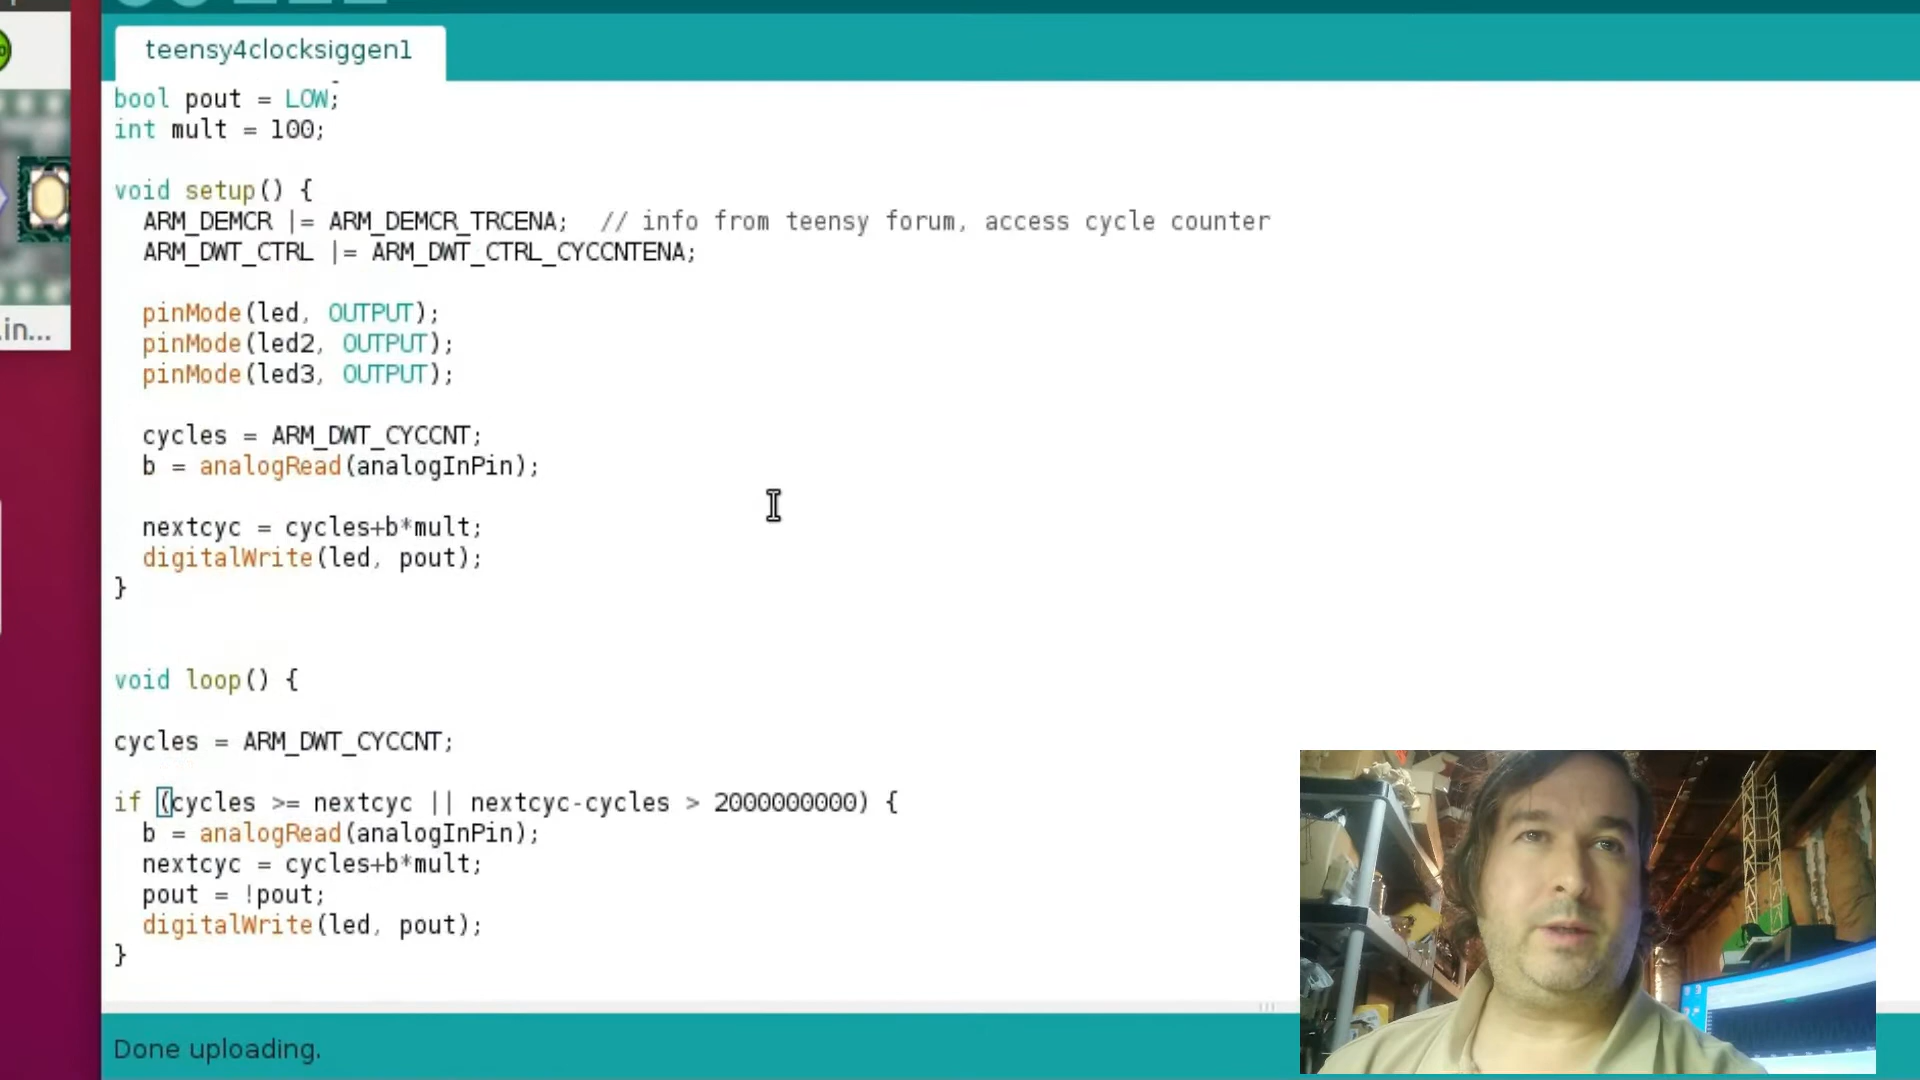 teensy4clocksiggen1
bool pout = LOW;
int mult = 100;
void setup() {
ARM_DEMCR |= ARM_DEMCR_TRCENA;  // info from teensy forum, access cycle counter
ARM_DWT_CTRL |= ARM_DWT_CTRL_CYCCNTENA;
pinMode(led, OUTPUT);
pinMode(led2, OUTPUT);
pinMode(led3, OUTPUT);
cycles = ARM_DWT_CYCCNT;
b = analogRead(analogInPin);
nextcyc = cycles+b*mult;
digitalWrite(led, pout);
}
void loop() {
cycles = ARM_DWT_CYCCNT;
if (cycles >= nextcyc || nextcyc-cycles > 2000000000) {
b = analogRead(analogInPin);
nextcyc = cycles+b*mult;
pout = !pout;
digitalWrite(led, pout);
}
in...
Done uploading.